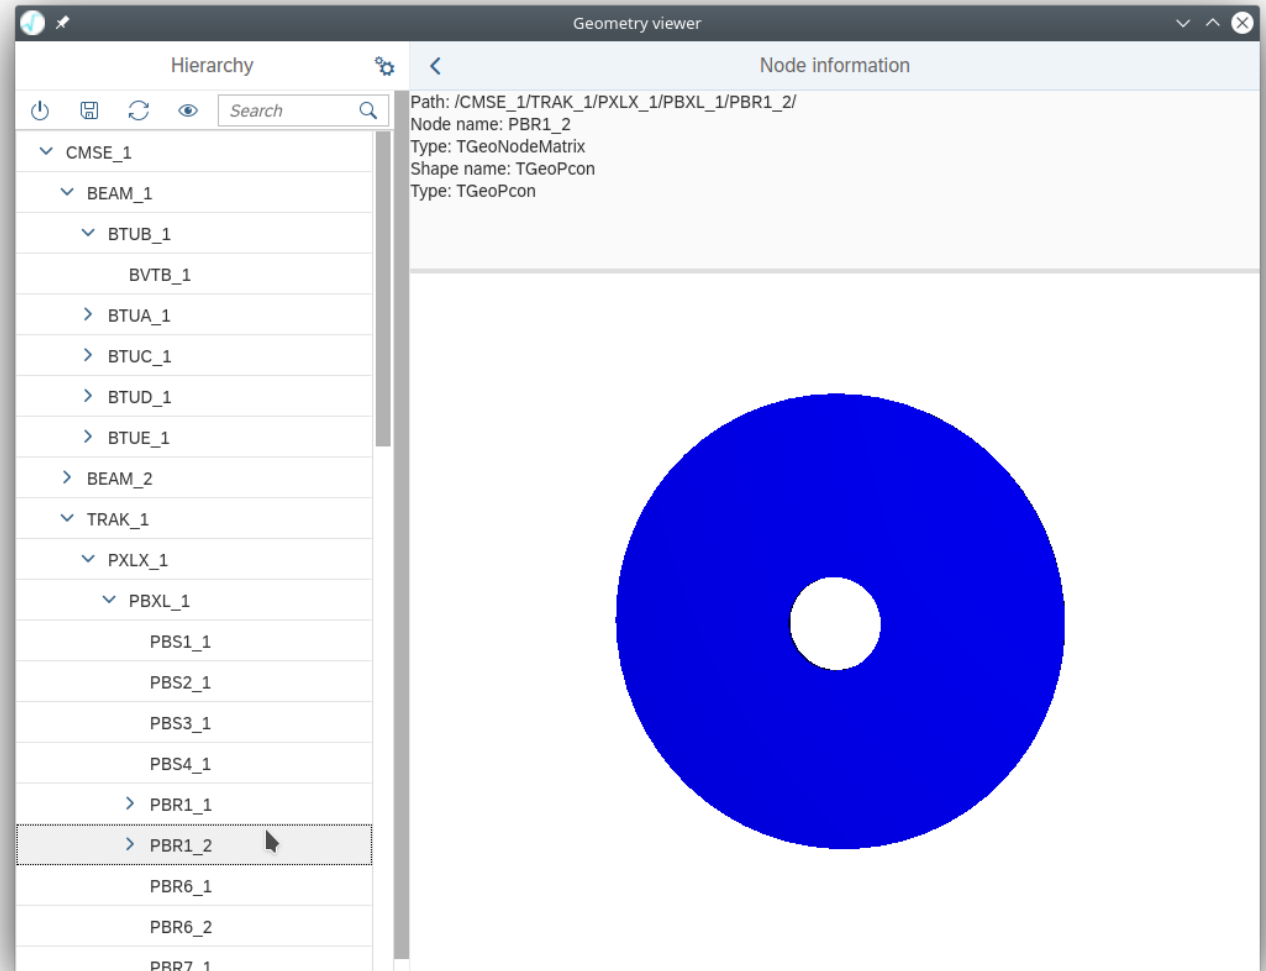 Geometry viewer
Hierarchy
Node information
Search
CMSE_1
BEAM_1
BTUB_1
BVTB_1
BTUA_1
BTUC_1
BTUD_1
BTUE_1
BEAM_2
TRAK_1
PXLX_1
PBXL_1
PBS1_1
PBS2_1
PBS3_1
PBS4_1
PBR1_1
PBR1_2
PBR6_1
PBR6_2
PBR7_1
Path: /CMSE_1/TRAK_1/PXLX_1/PBXL_1/PBR1_2/
Node name: PBR1_2
Type: TGeoNodeMatrix
Shape name: TGeoPcon
Type: TGeoPcon